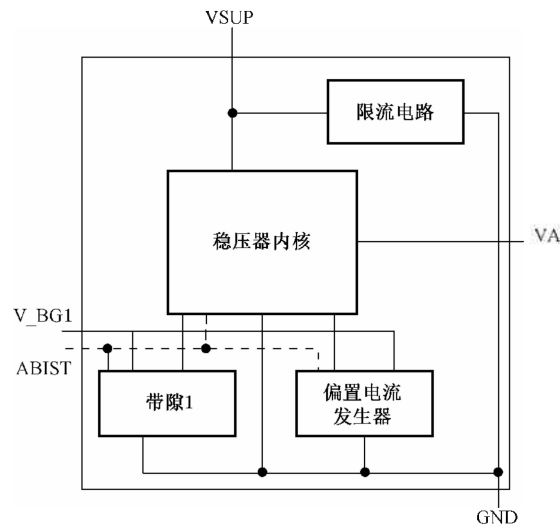 VSUP
限流电路
稳压器内核
VA
V_BG1
ABIST
带隙1
偏置电流
发生器
GND